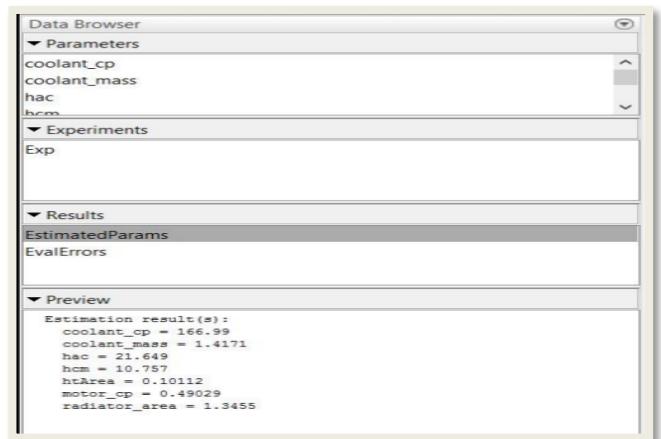 Data Browser
Parameters
coolant_cp
coolant_mass
hac
hcm
Experiments
Exp
Results
EstimatedParams
EvalErrors
Preview
Estimation result(s):
coolant_cp = 166.99
coolant_mass = 1.4171
hac = 21.649
hcm = 10.757
htArea = 0.10112
motor_cp = 0.49029
radiator_area = 1.3455